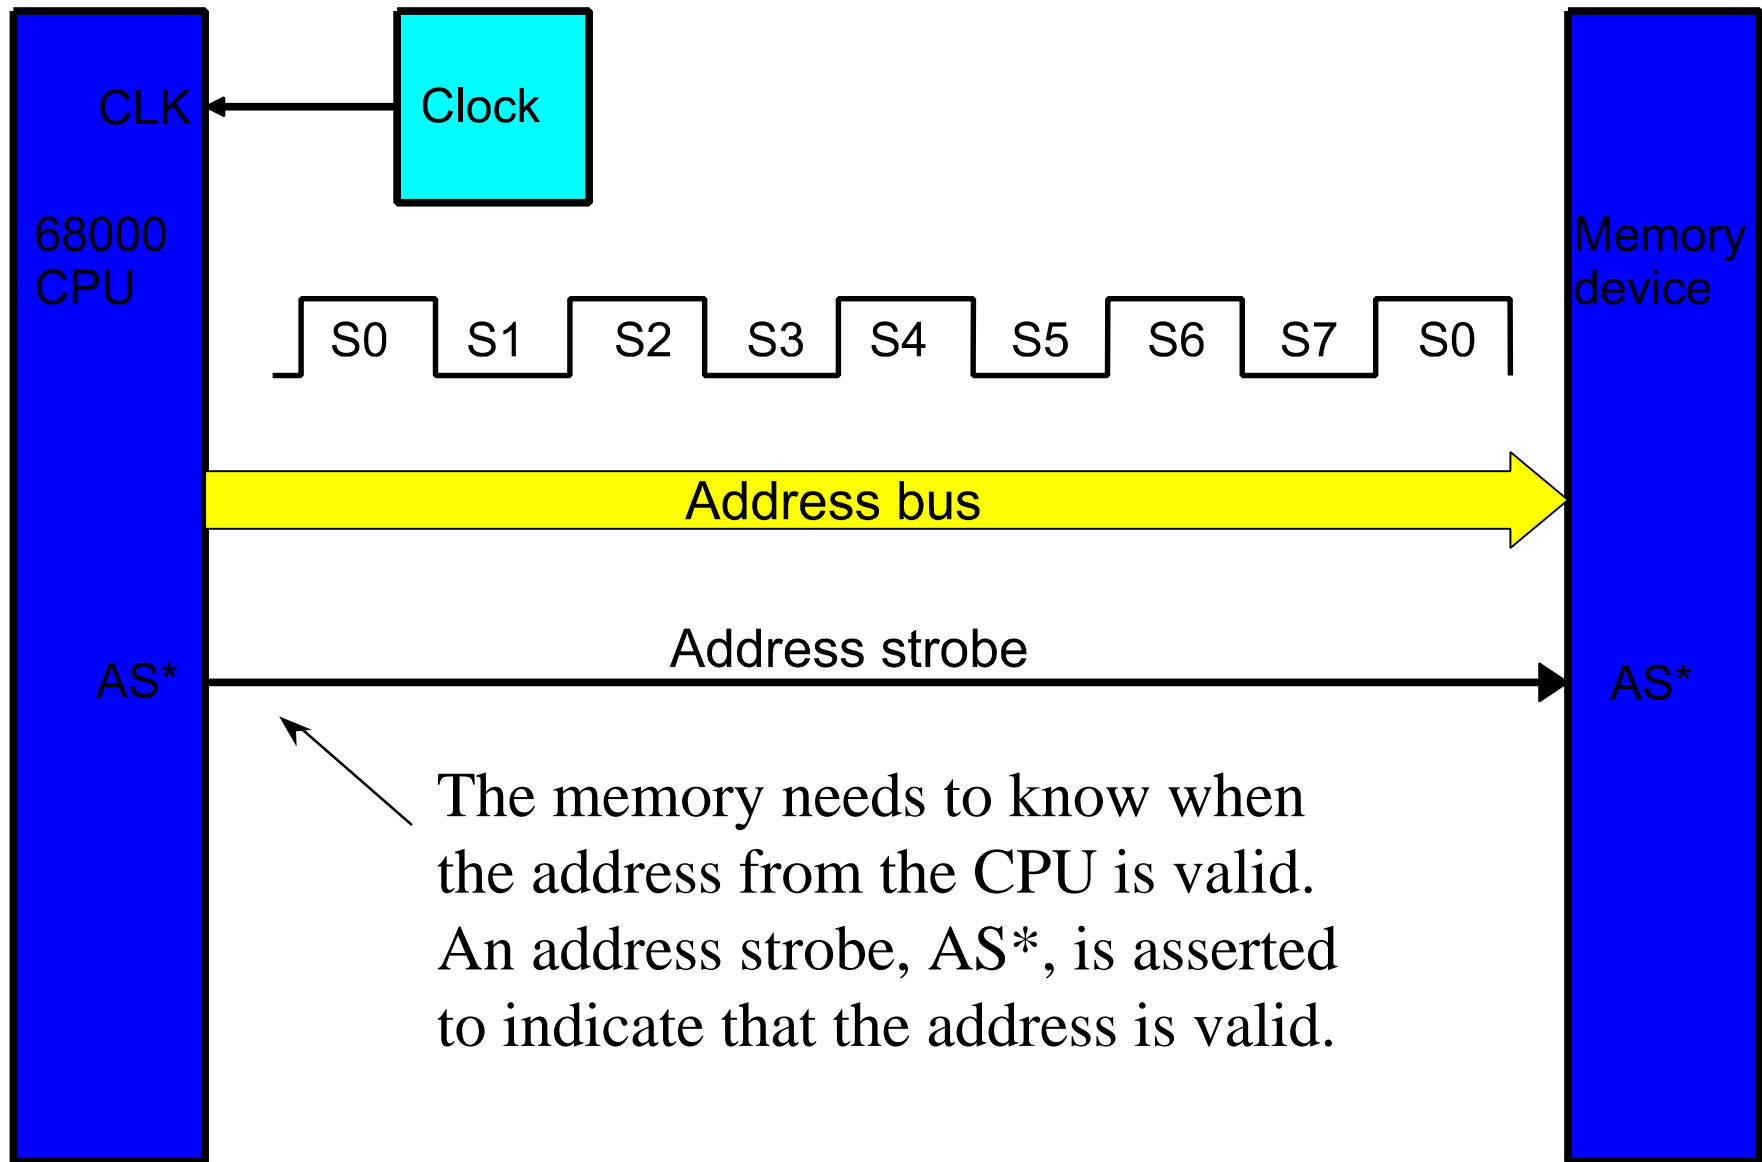 CLK
Clock
68000
CPU
Memory
device
S0 S1 S2 S3 S4 S5 S6 S7 S0
Address bus
Address strobe
AS*
AS*
The memory needs to know when
the address from the CPU is valid.
An address strobe, AS*, is asserted
to indicate that the address is valid.